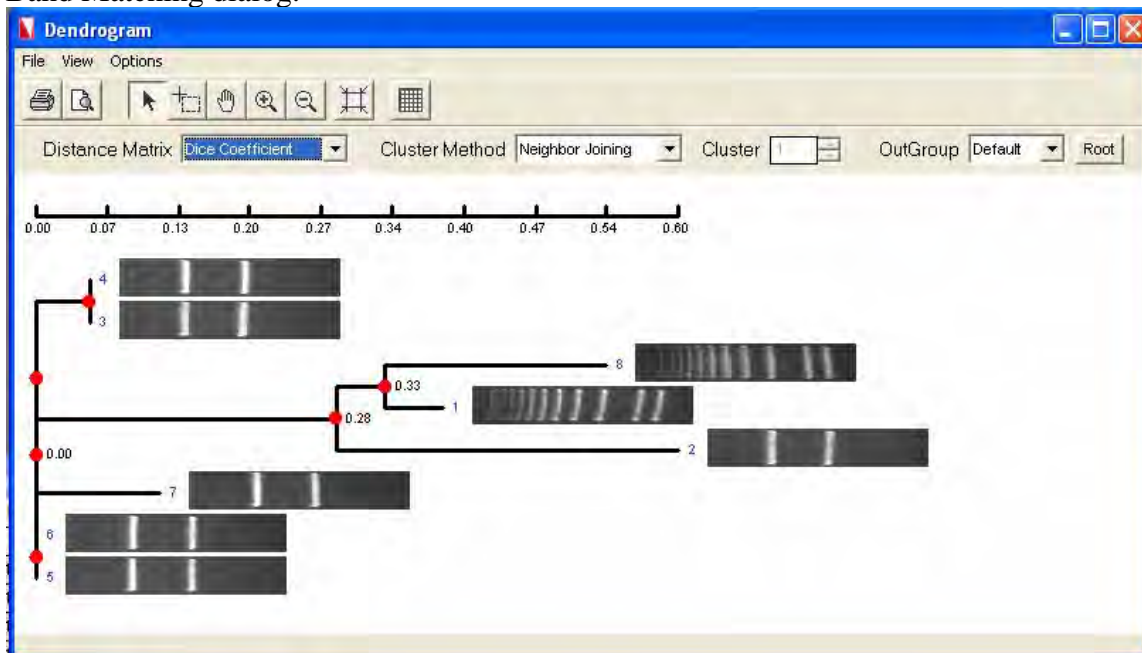 Band Matching dialog.
Dendrogram
File View Options
Distance Matrix Dice Coefficient Cluster Method Neighbor Joining Cluster 1 OutGroup Default Root
0.00 0.07 0.13 0.20 0.27 0.34 0.40 0.47 0.54 0.60
4
3
8
0.33
1
0.28
2
0.00
7
6
5